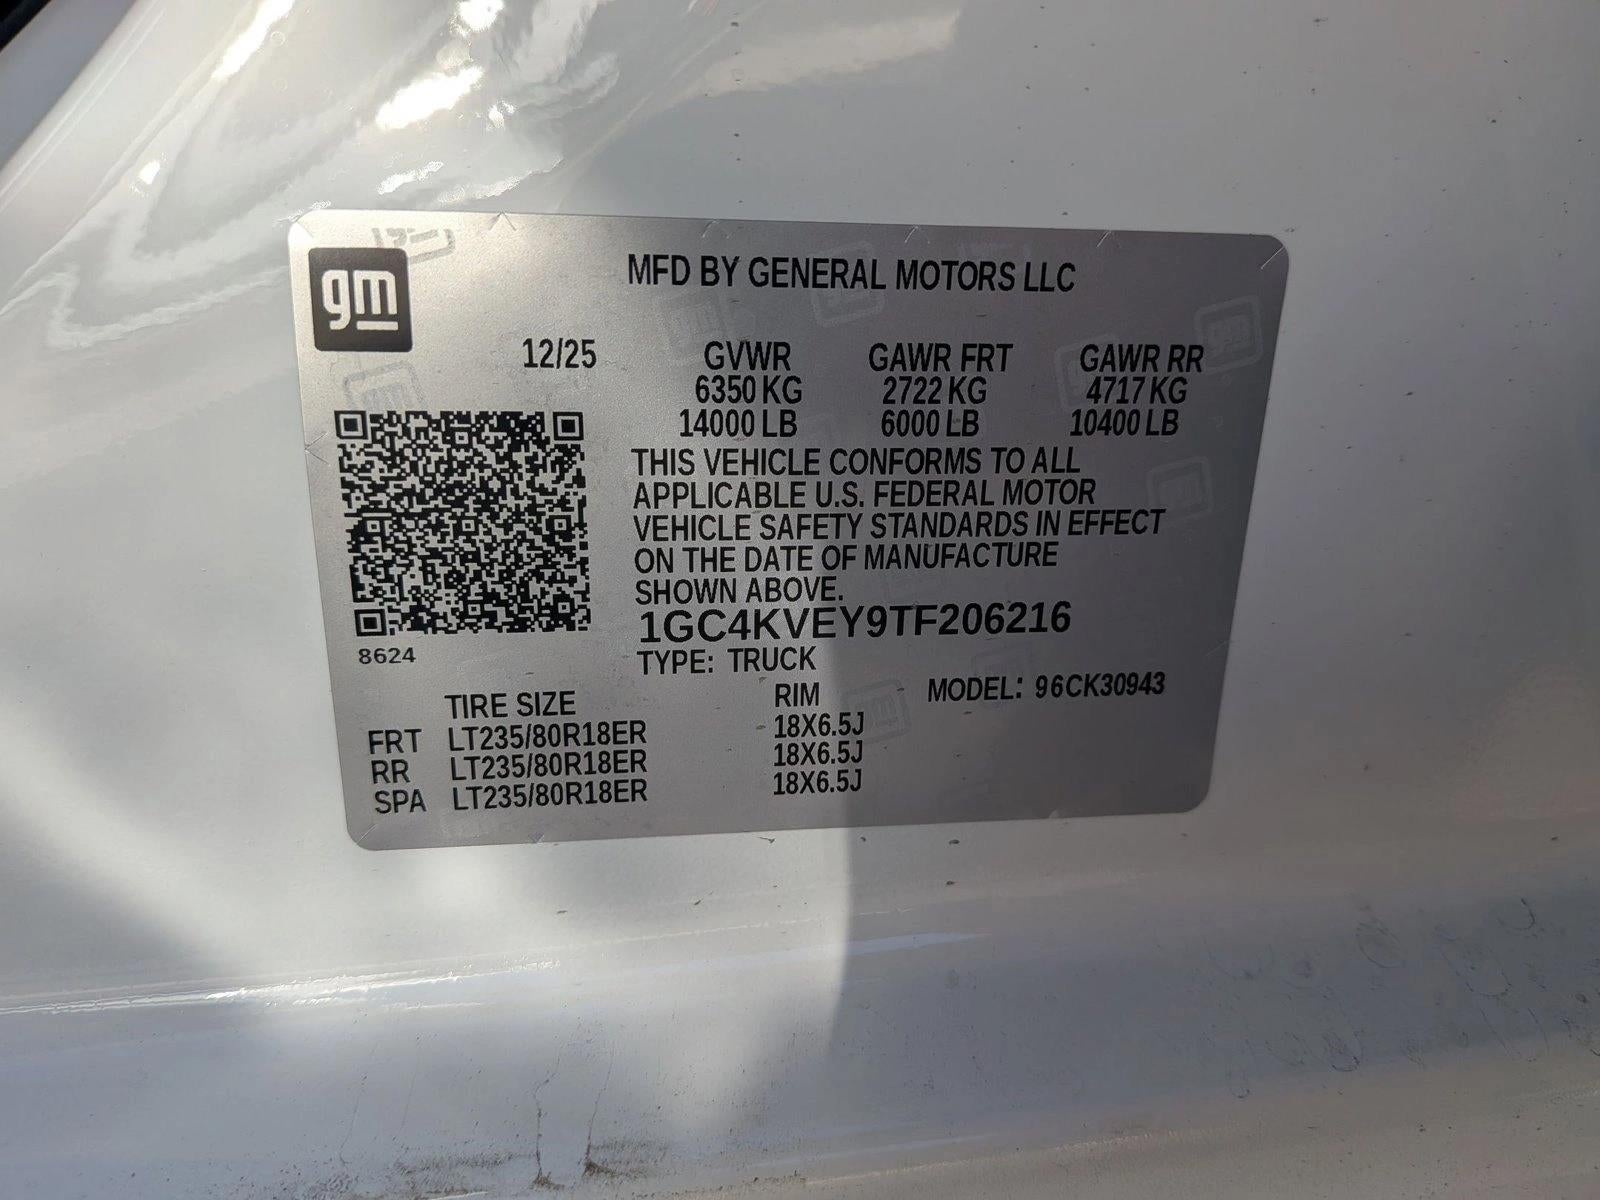 gm
MFD BY GENERAL MOTORS LLC
12/25 GVWR GAWR FRT GAWR RR
6350 KG 2722 KG 4717 KG
14000 LB 6000 LB 10400 LB
THIS VEHICLE CONFORMS TO ALL
APPLICABLE U.S. FEDERAL MOTOR
VEHICLE SAFETY STANDARDS IN EFFECT
ON THE DATE OF MANUFACTURE
SHOWN ABOVE.
1GC4KVEY9TF206216
8624
TYPE: TRUCK
TIRE SIZE RIM MODEL: 96CK30943
FRT LT235/80R18ER 18X6.5J
RR LT235/80R18ER 18X6.5J
SPA LT235/80R18ER 18X6.5J